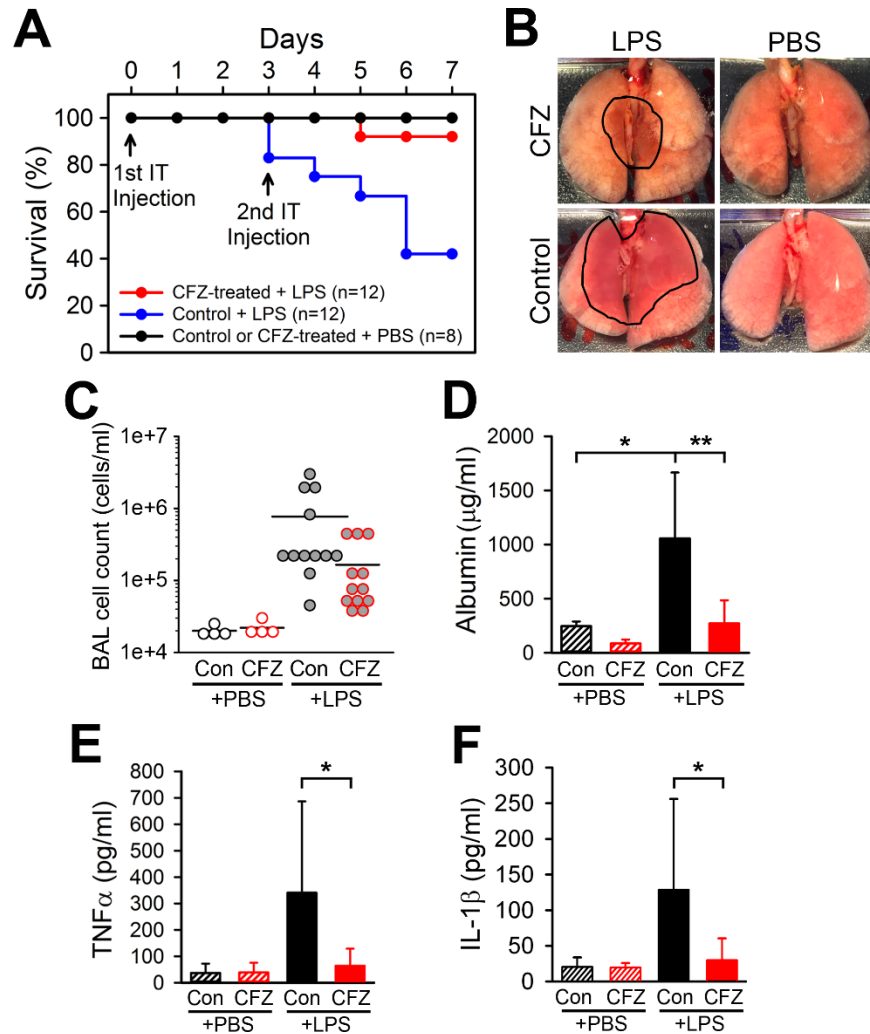 A
Days
0 1 2 3 4 5 6 7
Survival (%)
100
80
60
40
20
0
1st IT
Injection
2nd IT
Injection
CFZ-treated + LPS (n=12)
Control + LPS (n=12)
Control or CFZ-treated + PBS (n=8)
B
LPS PBS
CFZ
Control
C
BAL cell count (cells/ml)
1e+7
1e+6
1e+5
1e+4
Con CFZ Con CFZ
+PBS +LPS
D
Albumin (µg/ml)
2000
1500
1000
500
0
* **
Con CFZ Con CFZ
+PBS +LPS
E
TNFα (pg/ml)
800
700
600
500
400
300
200
100
0
*
Con CFZ Con CFZ
+PBS +LPS
F
IL-1β (pg/ml)
300
250
200
150
100
50
0
*
Con CFZ Con CFZ
+PBS +LPS